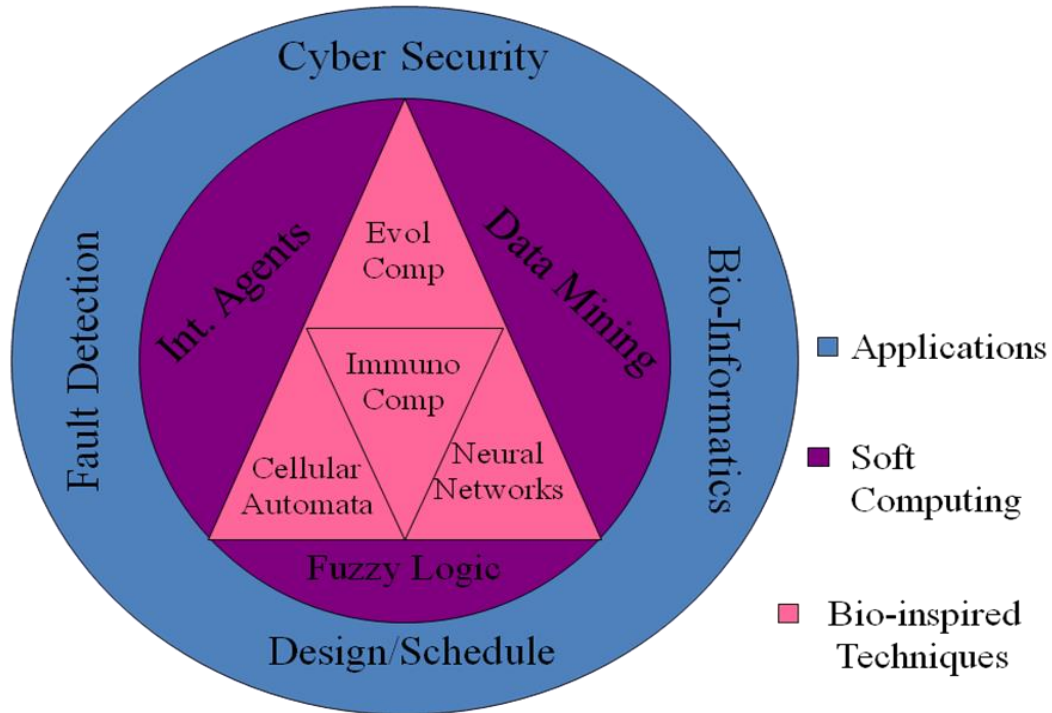 Cyber Security
Int. Agents
Data Mining
Evol
Comp
Immuno
Comp
Cellular
Automata
Neural
Networks
Fuzzy Logic
Fault Detection
Bio-Informatics
Design/Schedule
Applications
Soft
Computing
Bio-inspired
Techniques